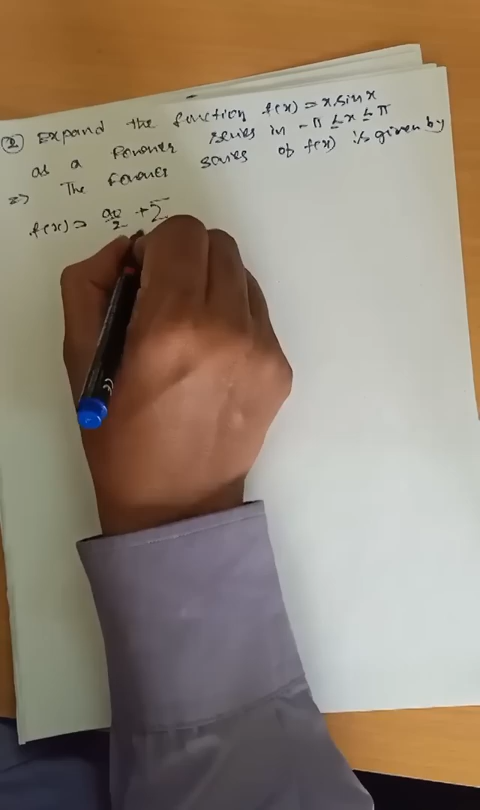 ② Expand the function f(x) = x sin x
as a Fourier series in -π ≤ x ≤ π
=> The Fourier series of f(x) is given by
f(x) = a0/2 + Σ